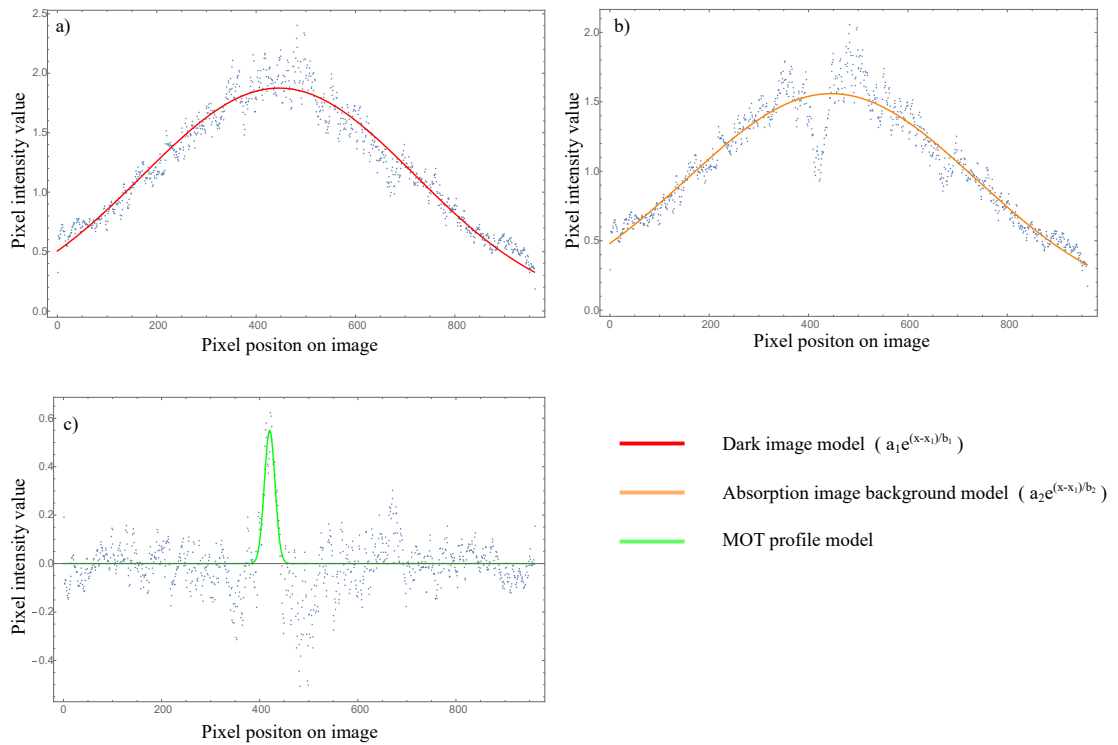 a)
Pixel intensity value
2.5
2.0
1.5
1.0
0.5
0.0
0 200 400 600 800
Pixel positon on image
b)
Pixel intensity value
2.0
1.5
1.0
0.5
0.0
0 200 400 600 800
Pixel positon on image
c)
Pixel intensity value
0.6
0.4
0.2
0.0
−0.2
−0.4
0 200 400 600 800
Pixel positon on image
Dark image model ( a₁e^(x-x₁)/b₁ )
Absorption image background model ( a₂e^(x-x₁)/b₂ )
MOT profile model